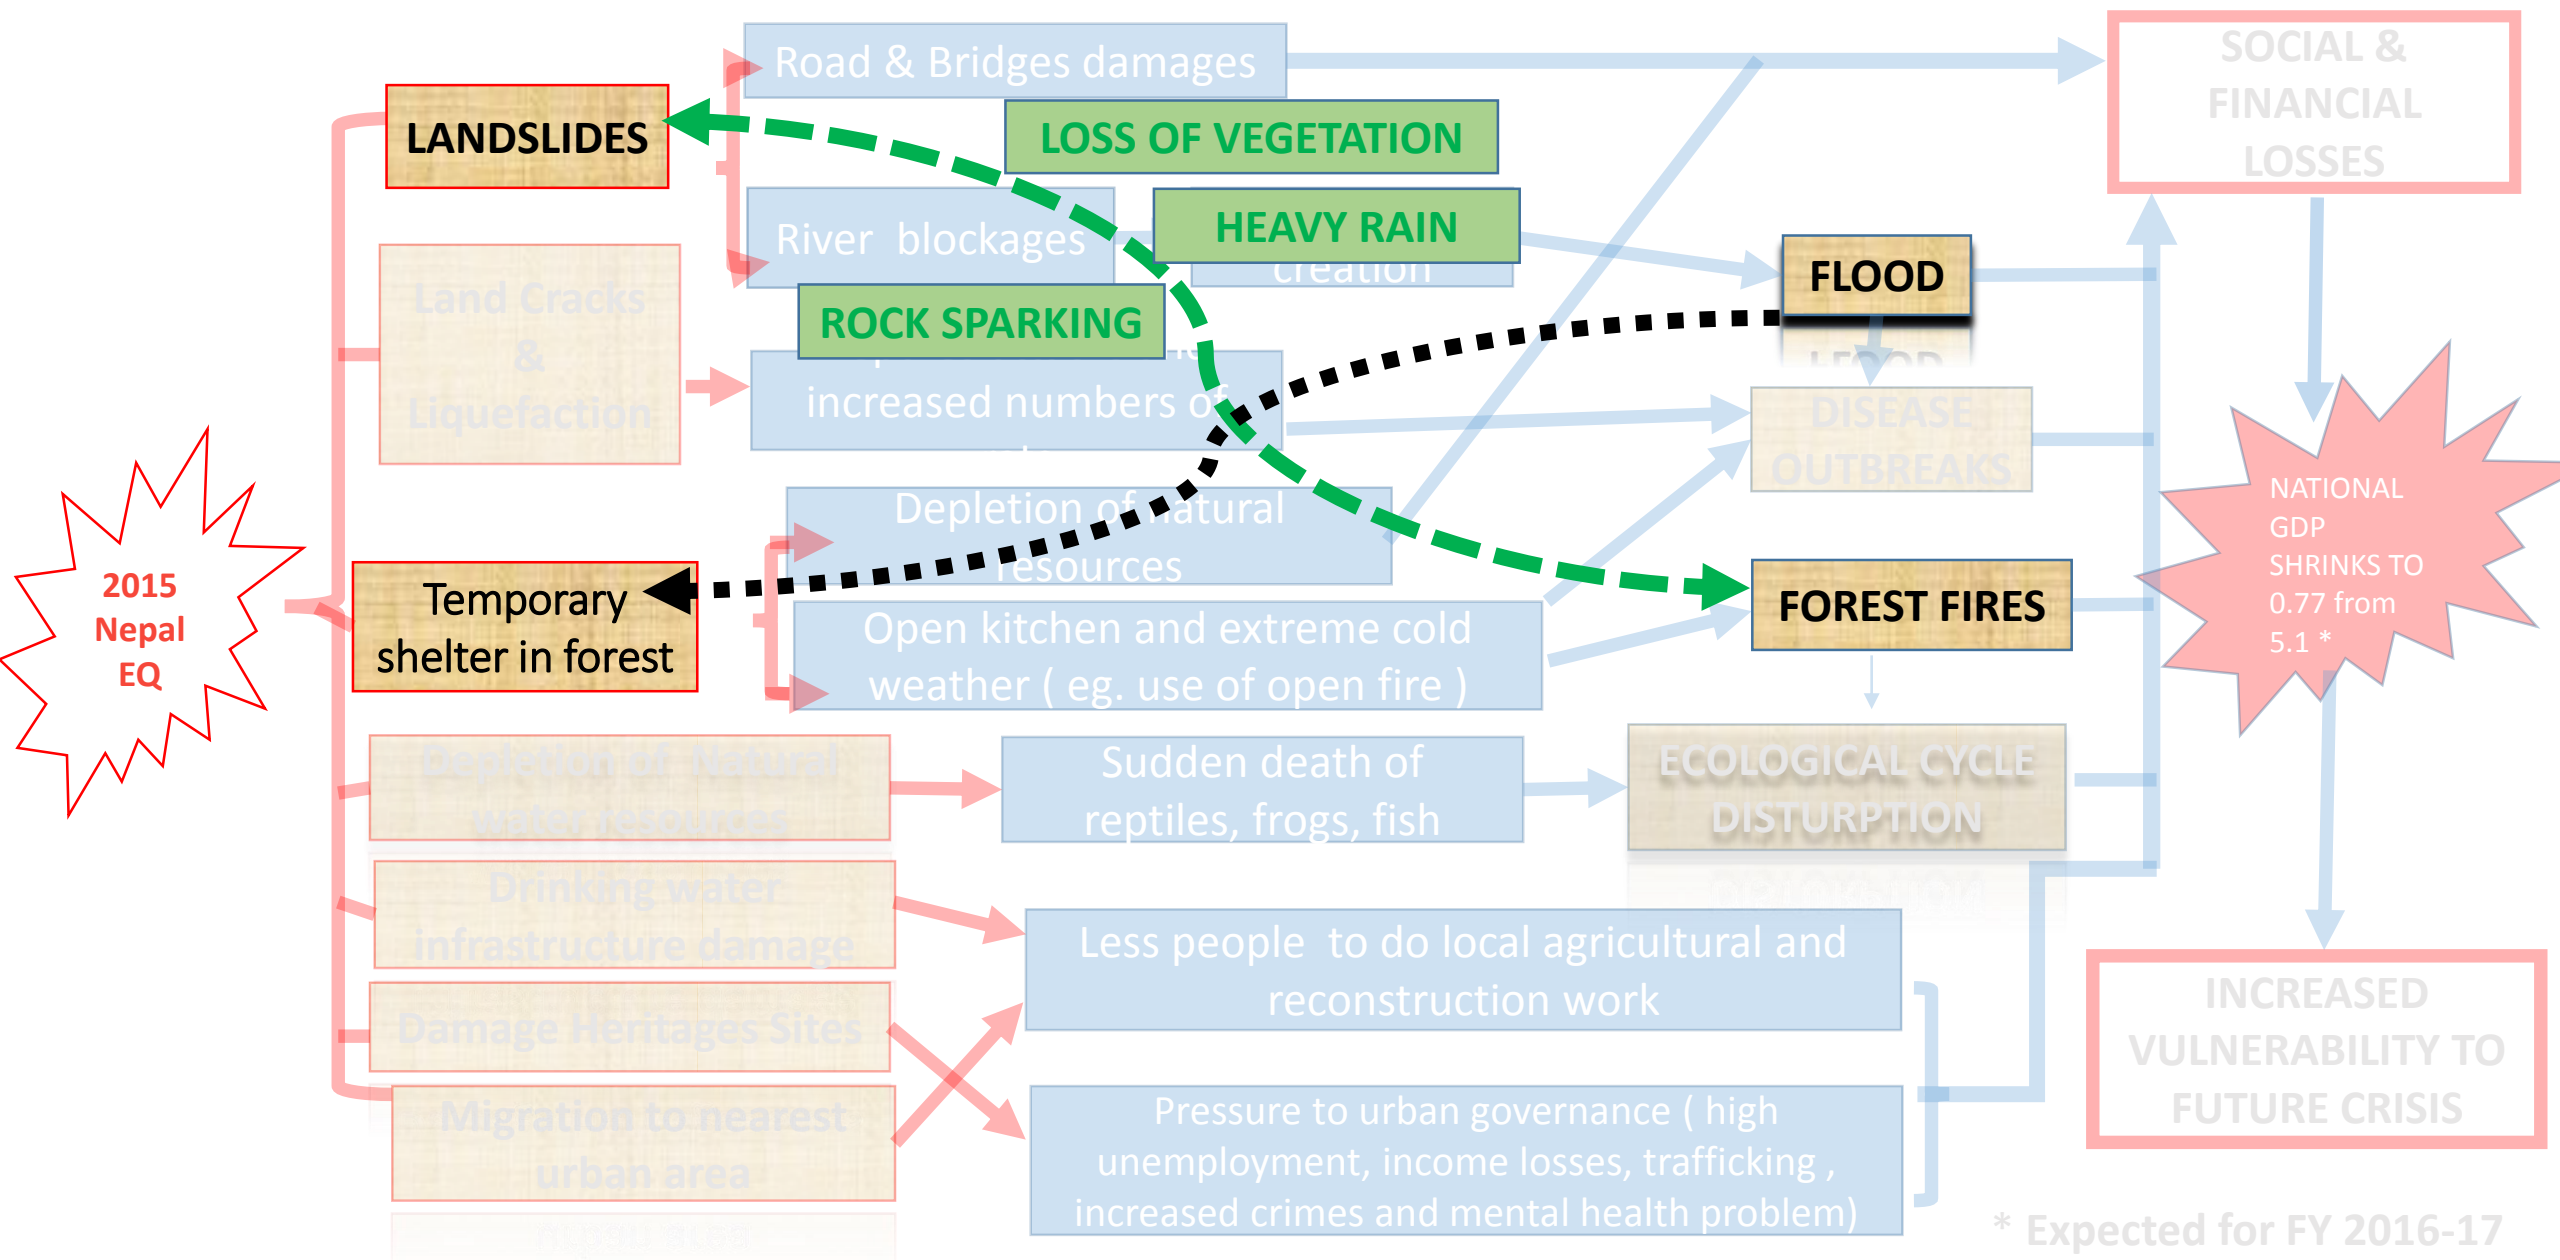 Road & Bridges damages
SOCIAL &
FINANCIAL
LOSSES
LANDSLIDES
LOSS OF VEGETATION
River  blockages
HEAVY RAIN
creation
FLOOD
Land Cracks
&
Liquefaction
ROCK SPARKING
increased numbers of
DISEASE
OUTBREAKS
NATIONAL
GDP
SHRINKS TO
0.77 from
5.1 *
2015
Nepal
EQ
Temporary
shelter in forest
Depletion of natural
resources
Open kitchen and extreme cold
weather ( eg. use of open fire )
FOREST FIRES
Depletion of  Natural
water resources
Sudden death of
reptiles, frogs, fish
ECOLOGICAL CYCLE
DISTURPTION
Drinking water
infrastructure damage
Less people  to do local agricultural and
reconstruction work
Damage Heritages Sites
Migration to nearest
urban area
Pressure to urban governance ( high
unemployment, income losses, trafficking ,
increased crimes and mental health problem)
INCREASED
VULNERABILITY TO
FUTURE CRISIS
* Expected for FY 2016-17